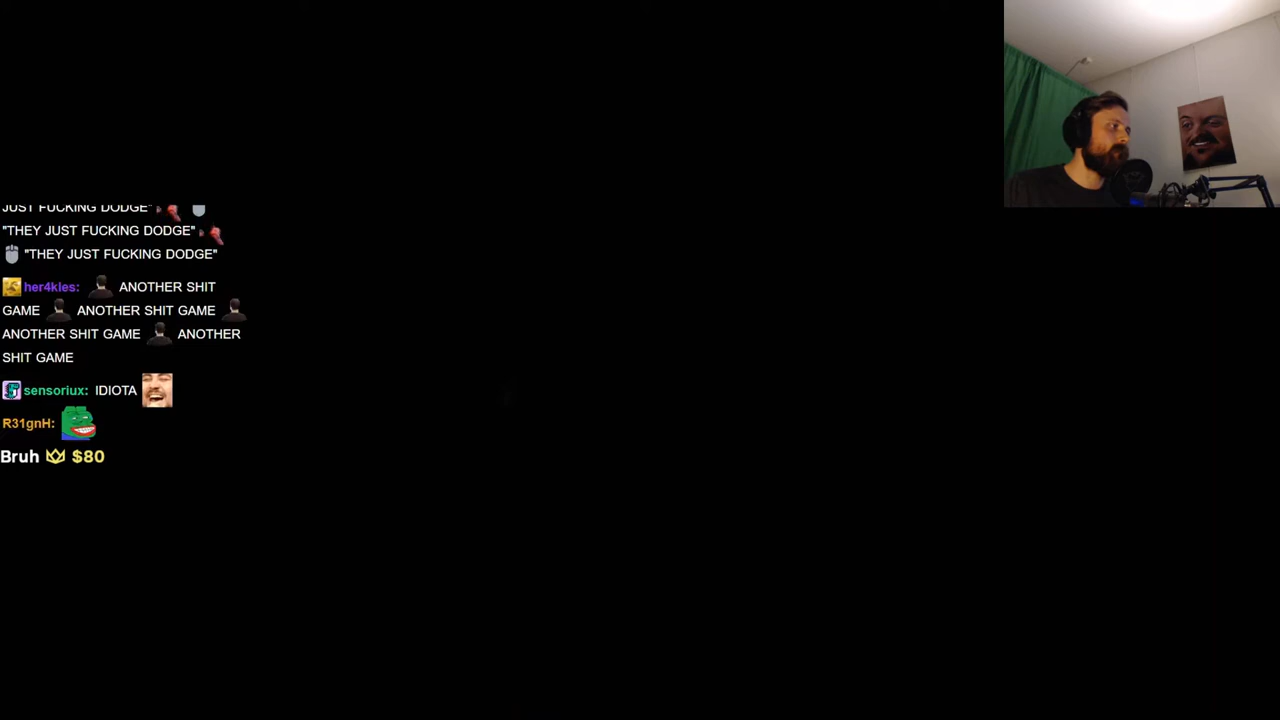 JUST FUCKING DODGE"
"THEY JUST FUCKING DODGE"
"THEY JUST FUCKING DODGE"
her4kles: ANOTHER SHIT
GAME ANOTHER SHIT GAME
ANOTHER SHIT GAME ANOTHER
SHIT GAME
sensoriux: IDIOTA
R31gnH:
Bruh $80